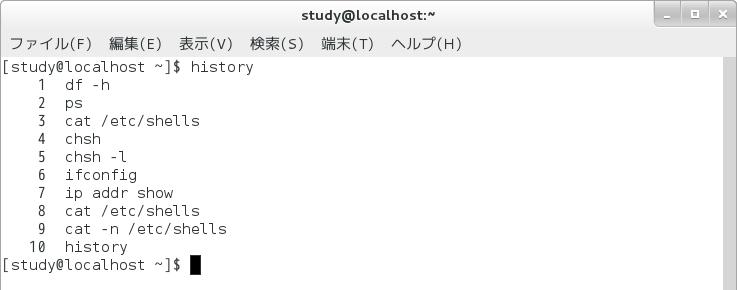 study@localhost:~
ファイル(F) 編集(E) 表示(V) 検索(S) 端末(T) ヘルプ(H)
[study@localhost ~]$ history
    1  df -h
    2  ps
    3  cat /etc/shells
    4  chsh
    5  chsh -l
    6  ifconfig
    7  ip addr show
    8  cat /etc/shells
    9  cat -n /etc/shells
   10  history
[study@localhost ~]$